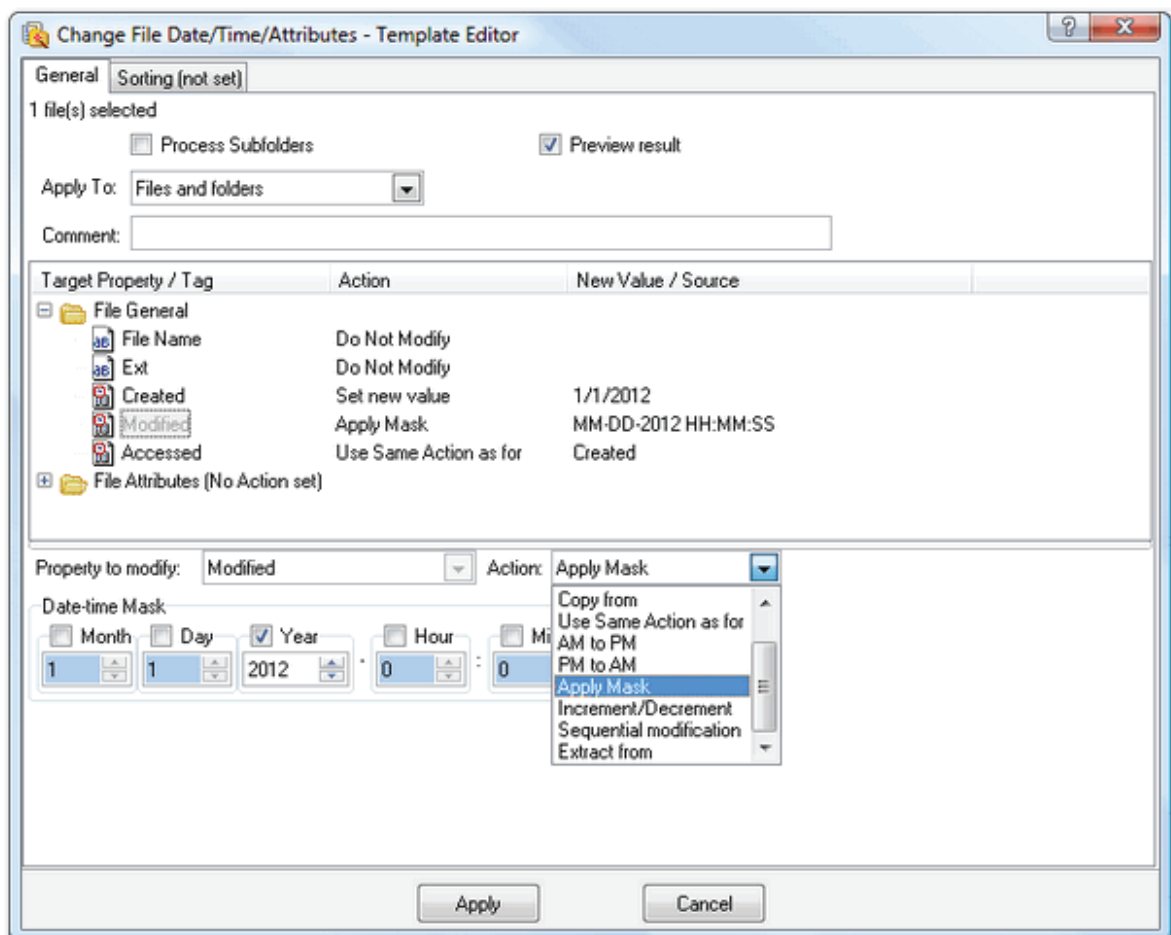 Change File Date/Time/Attributes - Template Editor
General Sorting (not set)
1 file(s) selected
Process Subfolders Preview result
Apply To: Files and folders
Comment:
Target Property / Tag Action New Value / Source
File General
File Name Do Not Modify
Ext Do Not Modify
Created Set new value 1/1/2012
Modified Apply Mask MM-DD-2012 HH:MM:SS
Accessed Use Same Action as for Created
File Attributes (No Action set)
Property to modify: Modified Action: Apply Mask
Date-time Mask Copy from
Use Same Action as for
Month Day Year Hour Mi AM to PM
1 1 2012 - 0 : 0 PM to AM
Apply Mask
Increment/Decrement
Sequential modification
Extract from
Apply Cancel